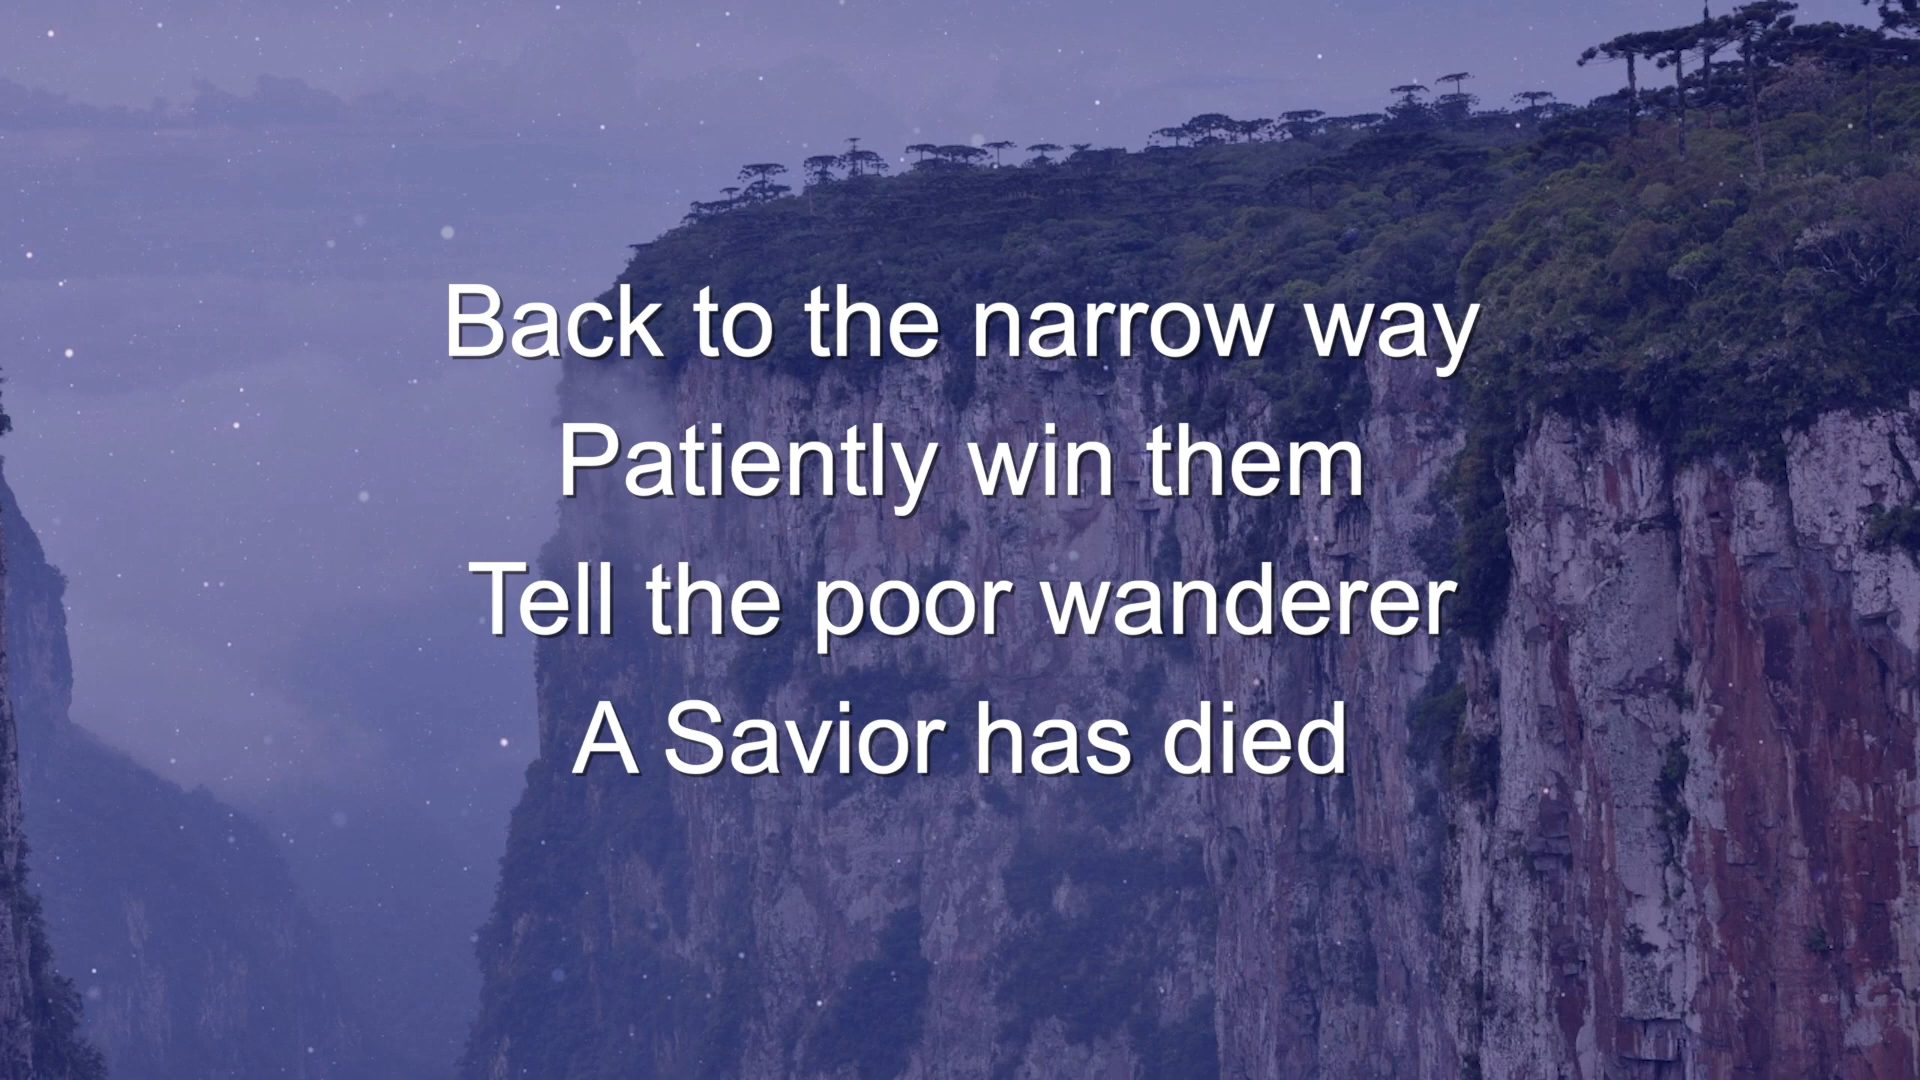 Back to the narrow way
Patiently win them
Tell the poor wanderer
A Savior has died